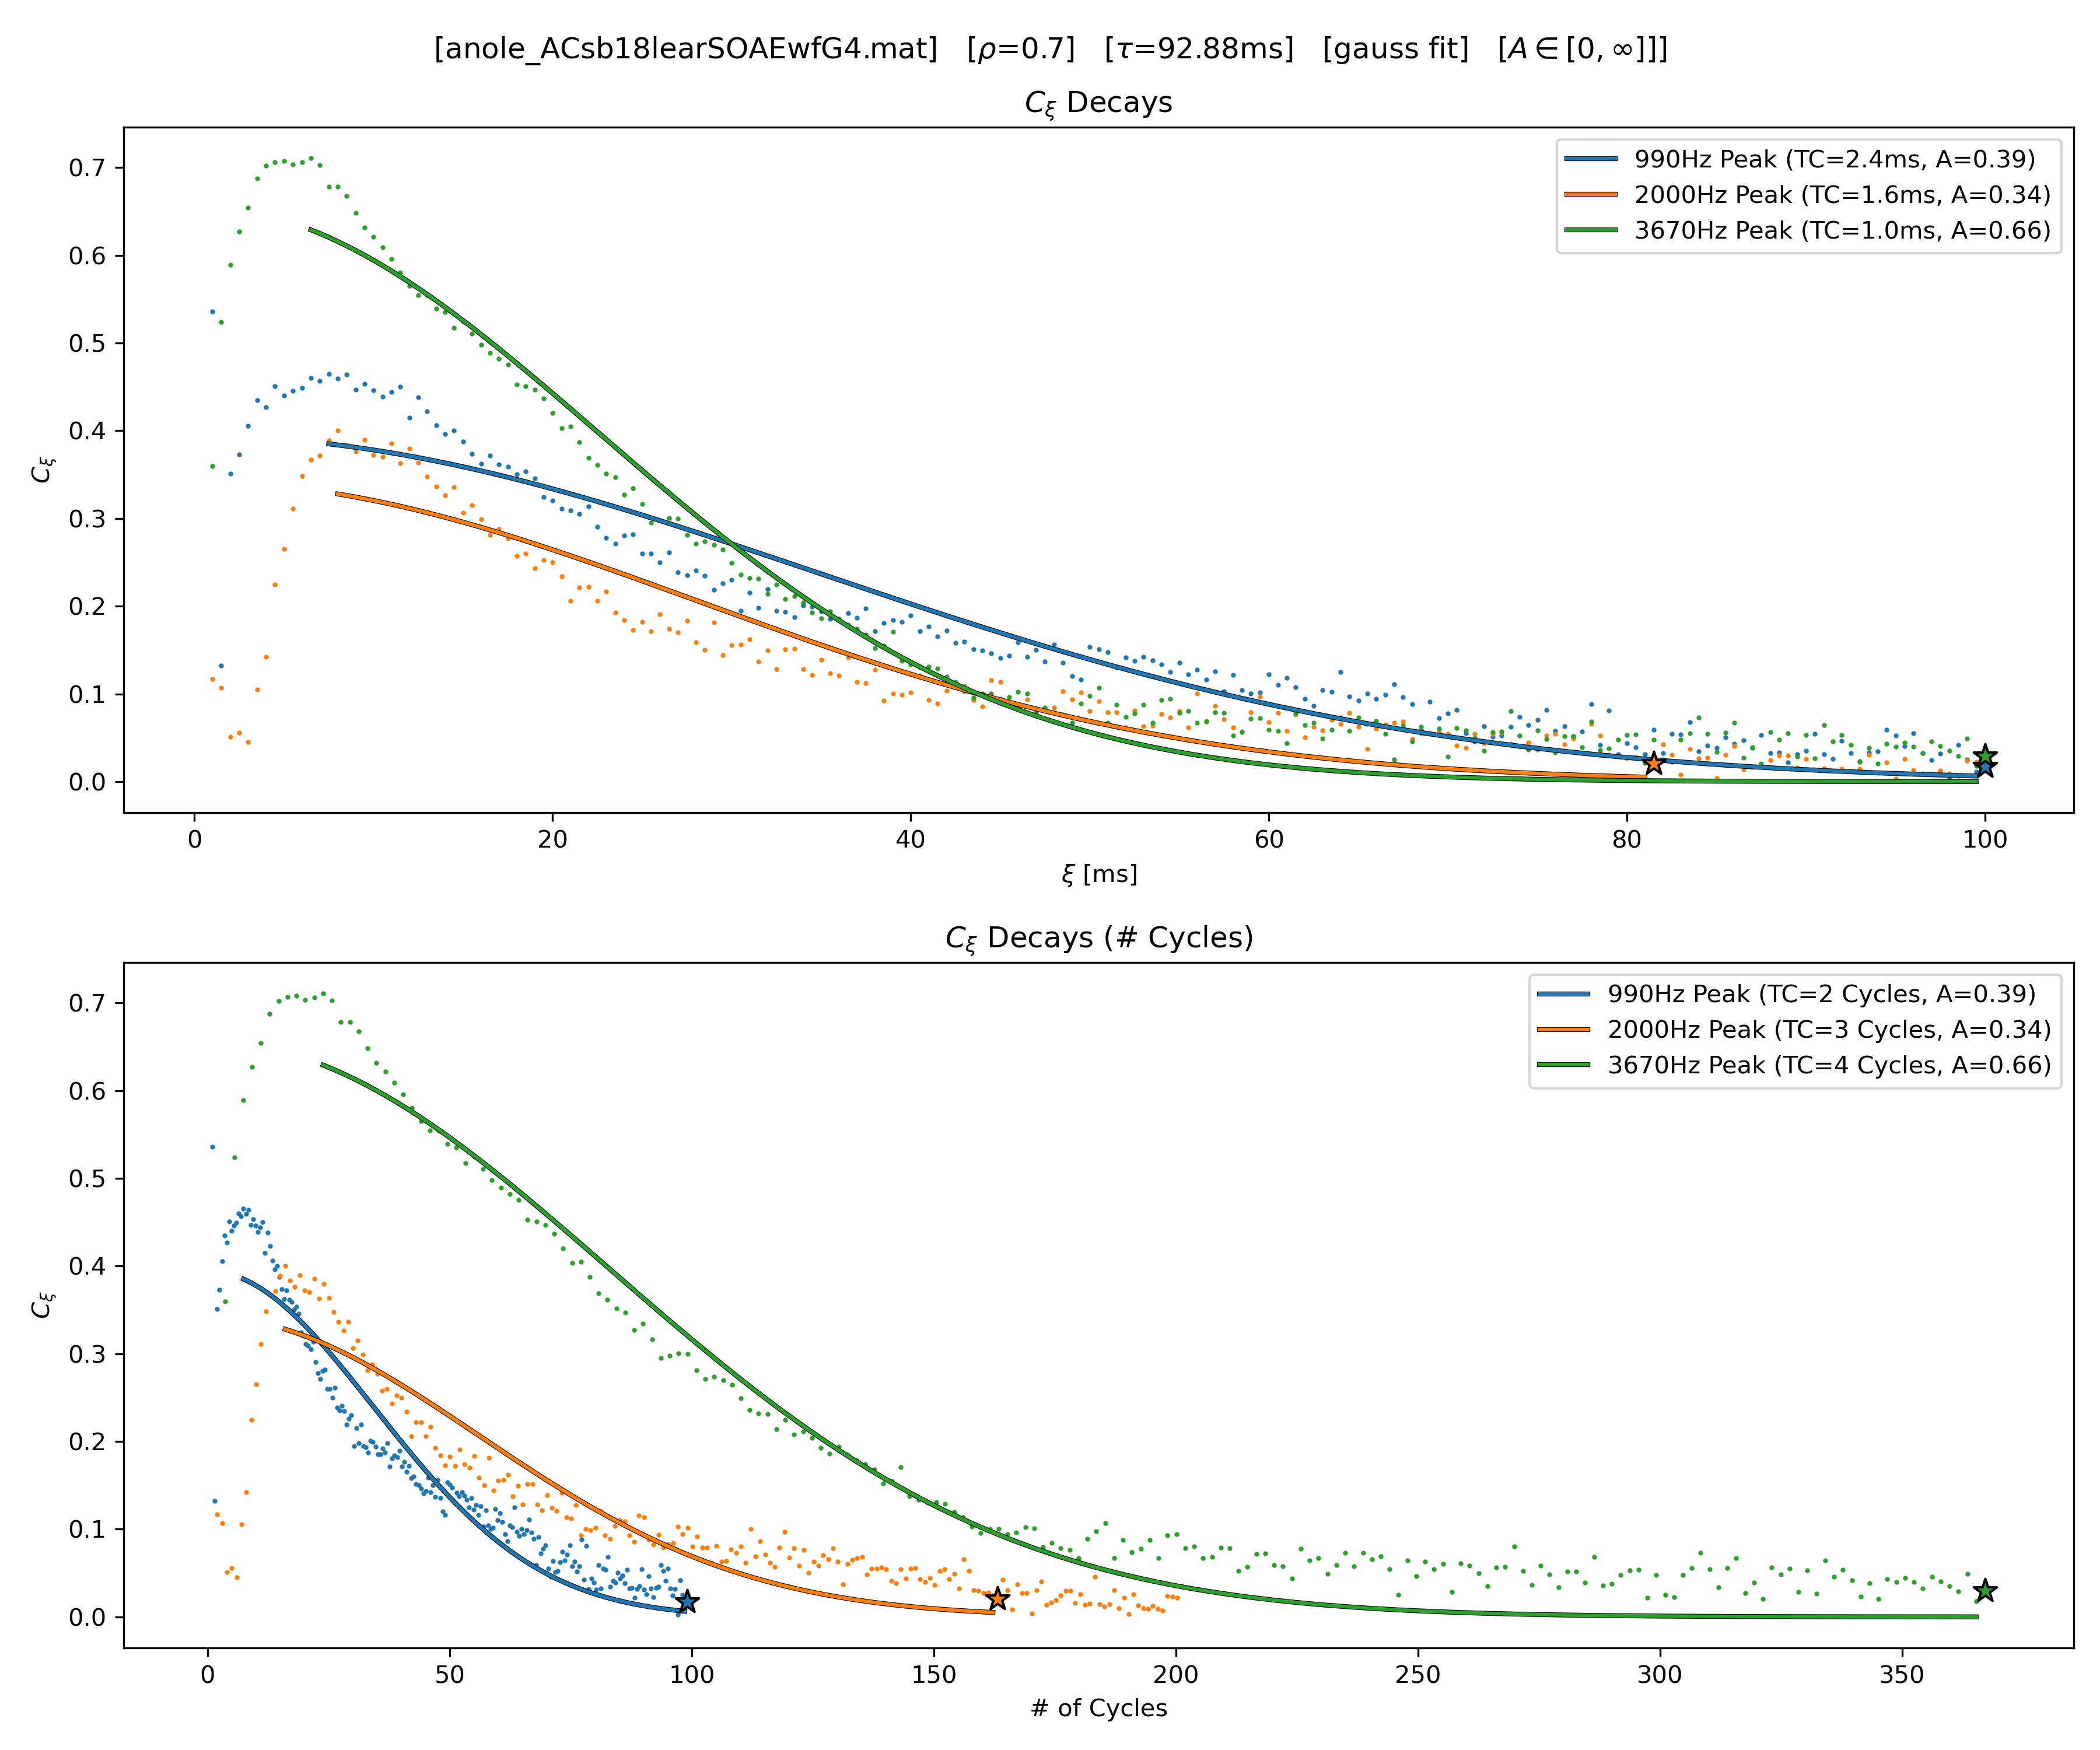 [anole_ACsb18learSOAEwfG4.mat] [ρ=0.7] [τ=92.88ms] [gauss fit] [A ∈ [0, ∞]]]
C_ξ Decays
0.7
0.6
0.5
0.4
0.3
0.2
0.1
0.0
C_ξ
990Hz Peak (TC=2.4ms, A=0.39)
2000Hz Peak (TC=1.6ms, A=0.34)
3670Hz Peak (TC=1.0ms, A=0.66)
0 20 40 60 80 100
ξ [ms]
C_ξ Decays (# Cycles)
0.7
0.6
0.5
0.4
0.3
0.2
0.1
0.0
C_ξ
990Hz Peak (TC=2 Cycles, A=0.39)
2000Hz Peak (TC=3 Cycles, A=0.34)
3670Hz Peak (TC=4 Cycles, A=0.66)
0 50 100 150 200 250 300 350
# of Cycles